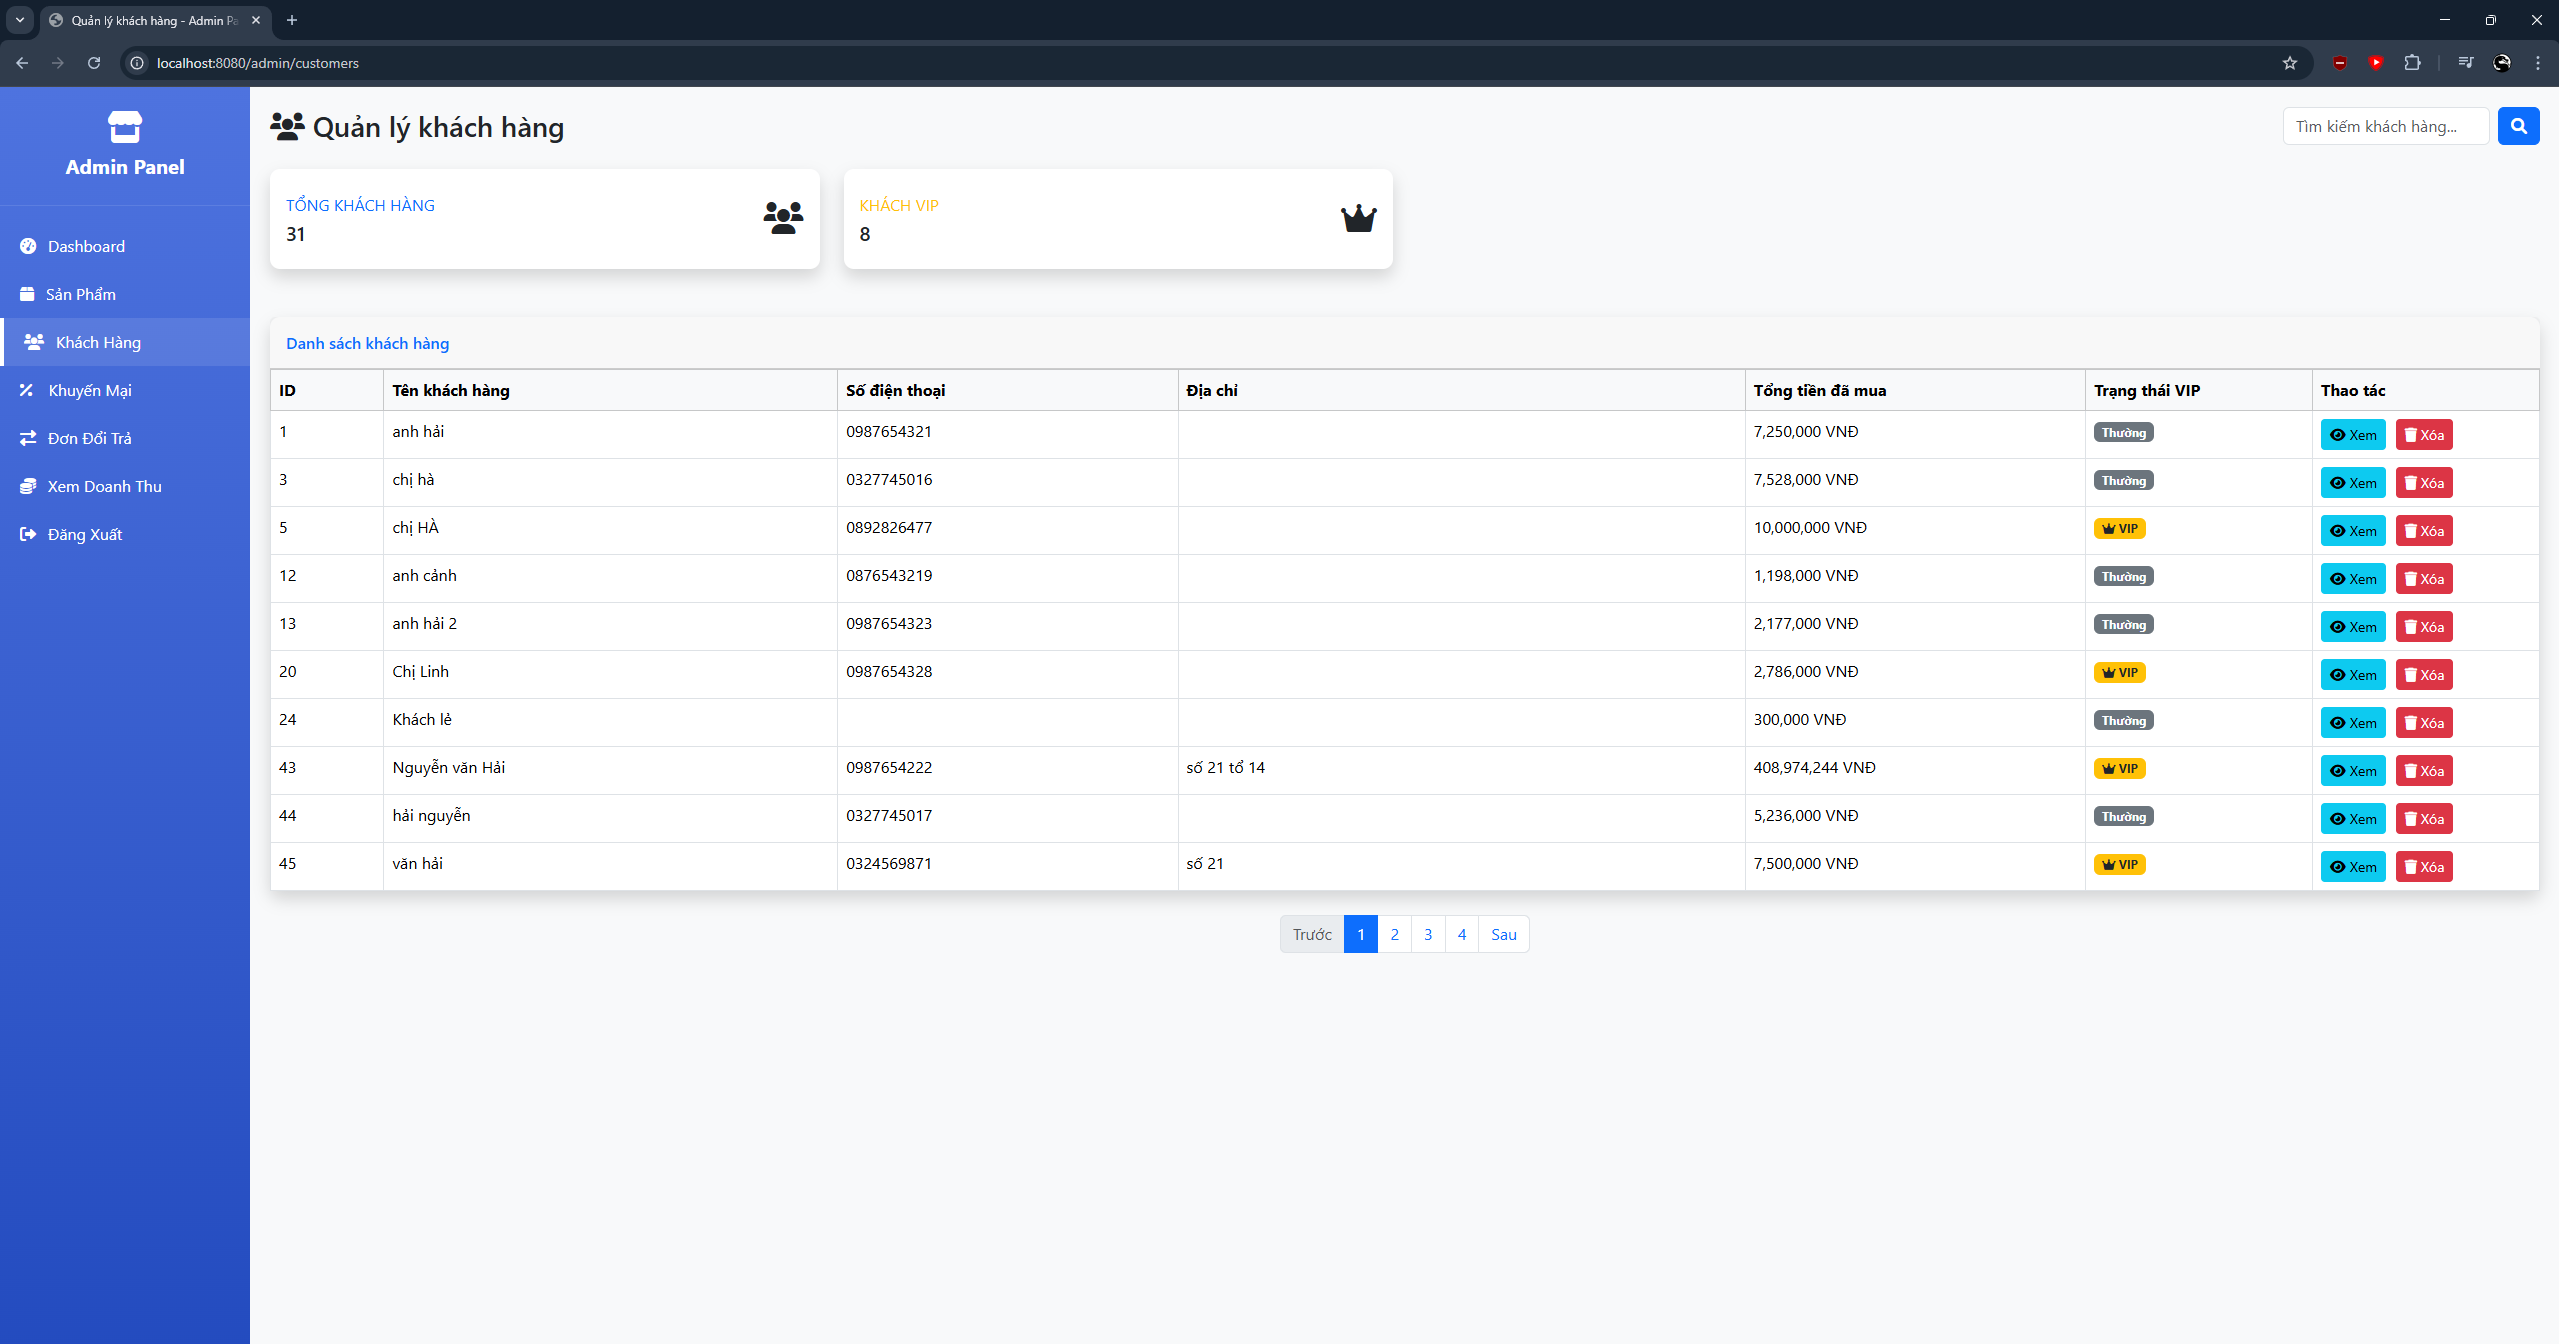 Quản lý khách hàng - Admin Pa
localhost:8080/admin/customers
Admin Panel
Dashboard
Sản Phẩm
Khách Hàng
Khuyến Mại
Đơn Đổi Trả
Xem Doanh Thu
Đăng Xuất
Quản lý khách hàng
Tìm kiếm khách hàng...
TỔNG KHÁCH HÀNG
31
KHÁCH VIP
8
Danh sách khách hàng
ID Tên khách hàng Số điện thoại Địa chỉ Tổng tiền đã mua Trạng thái VIP Thao tác
1 anh hải 0987654321 7,250,000 VNĐ Thường Xem Xóa
3 chị hà 0327745016 7,528,000 VNĐ Thường Xem Xóa
5 chị HÀ 0892826477 10,000,000 VNĐ VIP Xem Xóa
12 anh cảnh 0876543219 1,198,000 VNĐ Thường Xem Xóa
13 anh hải 2 0987654323 2,177,000 VNĐ Thường Xem Xóa
20 Chị Linh 0987654328 2,786,000 VNĐ VIP Xem Xóa
24 Khách lẻ 300,000 VNĐ Thường Xem Xóa
43 Nguyễn văn Hải 0987654222 số 21 tổ 14 408,974,244 VNĐ VIP Xem Xóa
44 hải nguyễn 0327745017 5,236,000 VNĐ Thường Xem Xóa
45 văn hải 0324569871 số 21 7,500,000 VNĐ VIP Xem Xóa
Trước 1 2 3 4 Sau